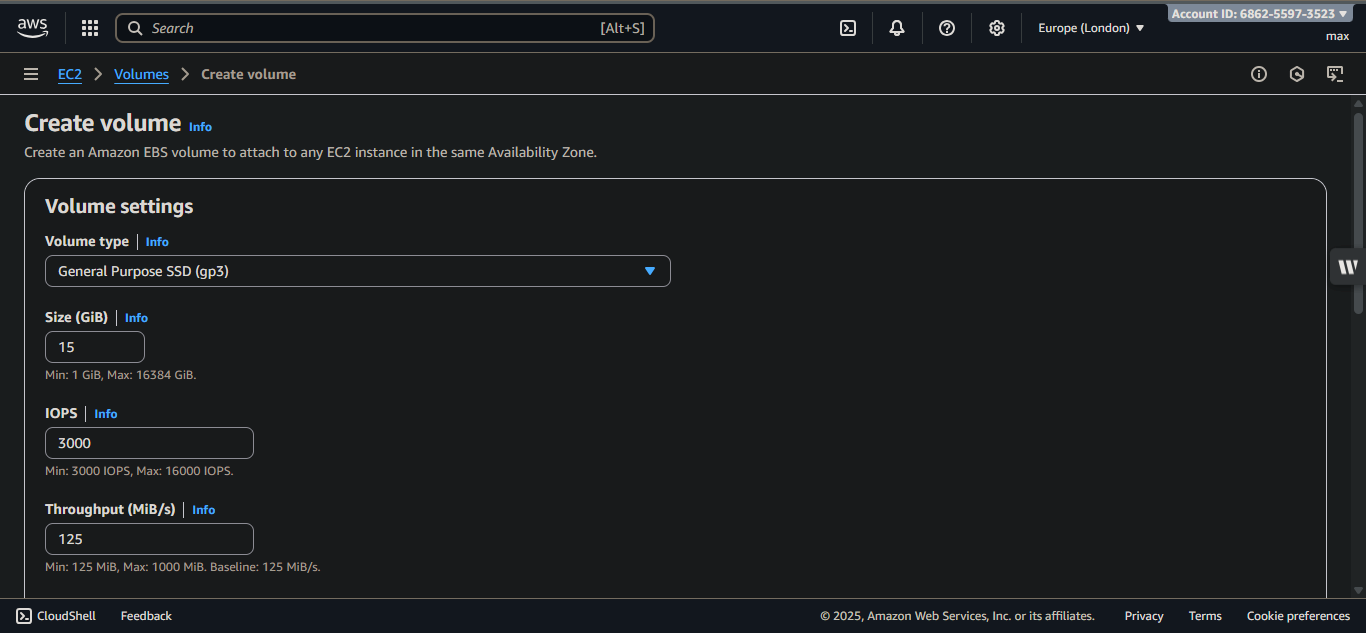 aws
Search [Alt+S]
Europe (London)
Account ID: 6862-5597-3523
max
EC2 Volumes Create volume
Create volume Info
Create an Amazon EBS volume to attach to any EC2 instance in the same Availability Zone.
Volume settings
Volume type Info
General Purpose SSD (gp3)
Size (GiB) Info
15
Min: 1 GiB, Max: 16384 GiB.
IOPS Info
3000
Min: 3000 IOPS, Max: 16000 IOPS.
Throughput (MiB/s) Info
125
Min: 125 MiB, Max: 1000 MiB. Baseline: 125 MiB/s.
W
CloudShell Feedback © 2025, Amazon Web Services, Inc. or its affiliates. Privacy Terms Cookie preferences